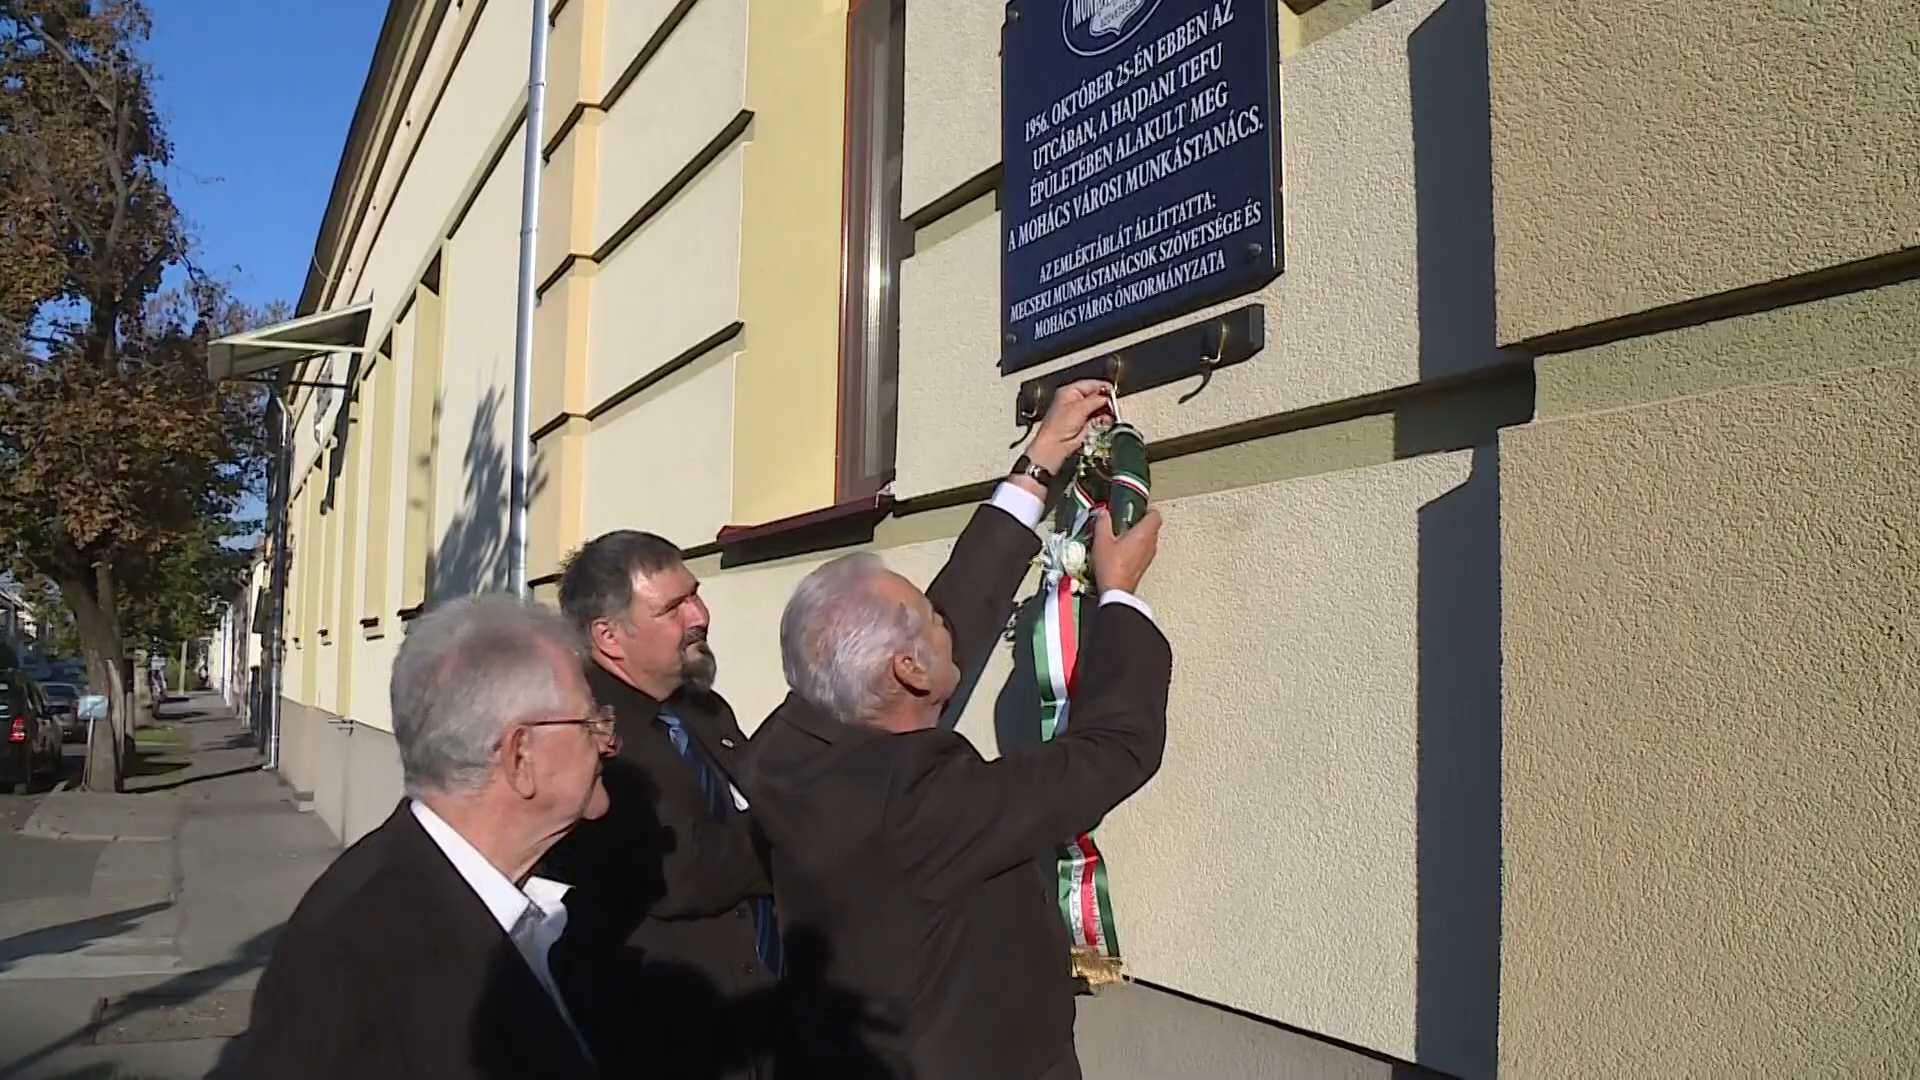 SZÖVETSÉGE
1956. OKTÓBER 25-ÉN EBBEN AZ
UTCÁBAN, A HAJDANI TEFU
ÉPÜLETÉBEN ALAKULT MEG
A MOHÁCS VÁROSI MUNKÁSTANÁCS.
AZ EMLÉKTÁBLÁT ÁLLÍTTATTA:
MECSEKI MUNKÁSTANÁCSOK SZÖVETSÉGE ÉS
MOHÁCS VÁROS ÖNKORMÁNYZATA